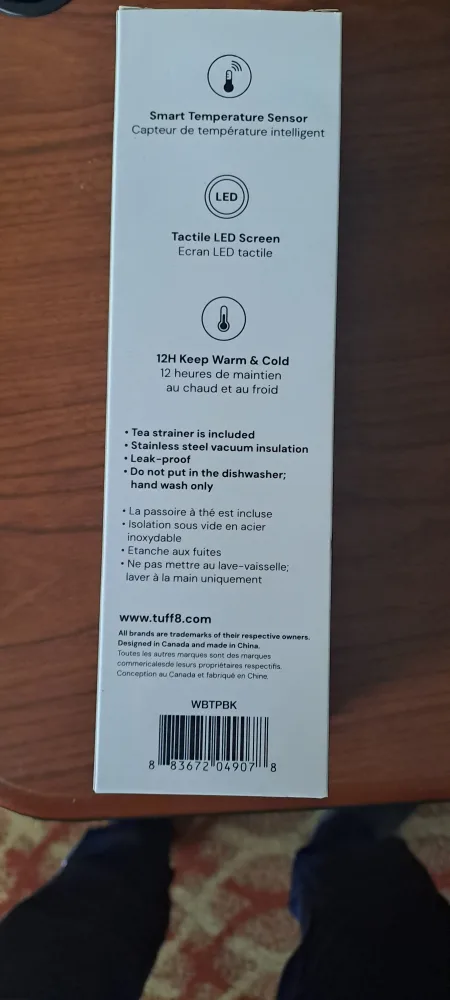 Smart Temperature Sensor
Capteur de température intelligent
LED
Tactile LED Screen
Ecran LED tactile
12H Keep Warm & Cold
12 heures de maintien
au chaud et au froid
• Tea strainer is included
• Stainless steel vacuum insulation
• Leak-proof
• Do not put in the dishwasher;
hand wash only
• La passoire à thé est incluse
• Isolation sous vide en acier
inoxydable
• Etanche aux fuites
• Ne pas mettre au lave-vaisselle;
laver à la main uniquement
www.tuff8.com
All brands are trademarks of their respective owners.
Designed in Canada and made in China.
Toutes les autres marques sont des marques
commericalesde lesurs propriétaires respectifs.
Conception au Canada et fabriqué en Chine.
WBTPBK
8 83672 04907 8